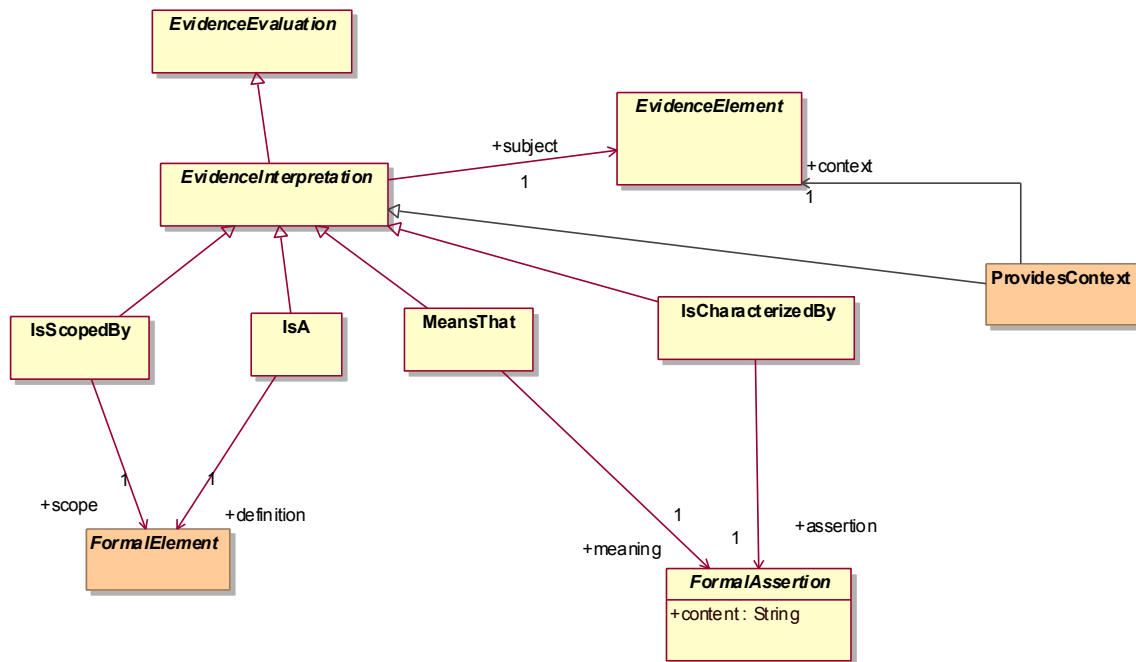 EvidenceEvaluation
EvidenceElement
+subject
1
+context
1
EvidenceInterpretation
ProvidesContext
IsScopedBy
IsA
MeansThat
IsCharacterizedBy
1
1
+scope
+definition
1
1
+assertion
+meaning
FormalElement
FormalAssertion
+content : String